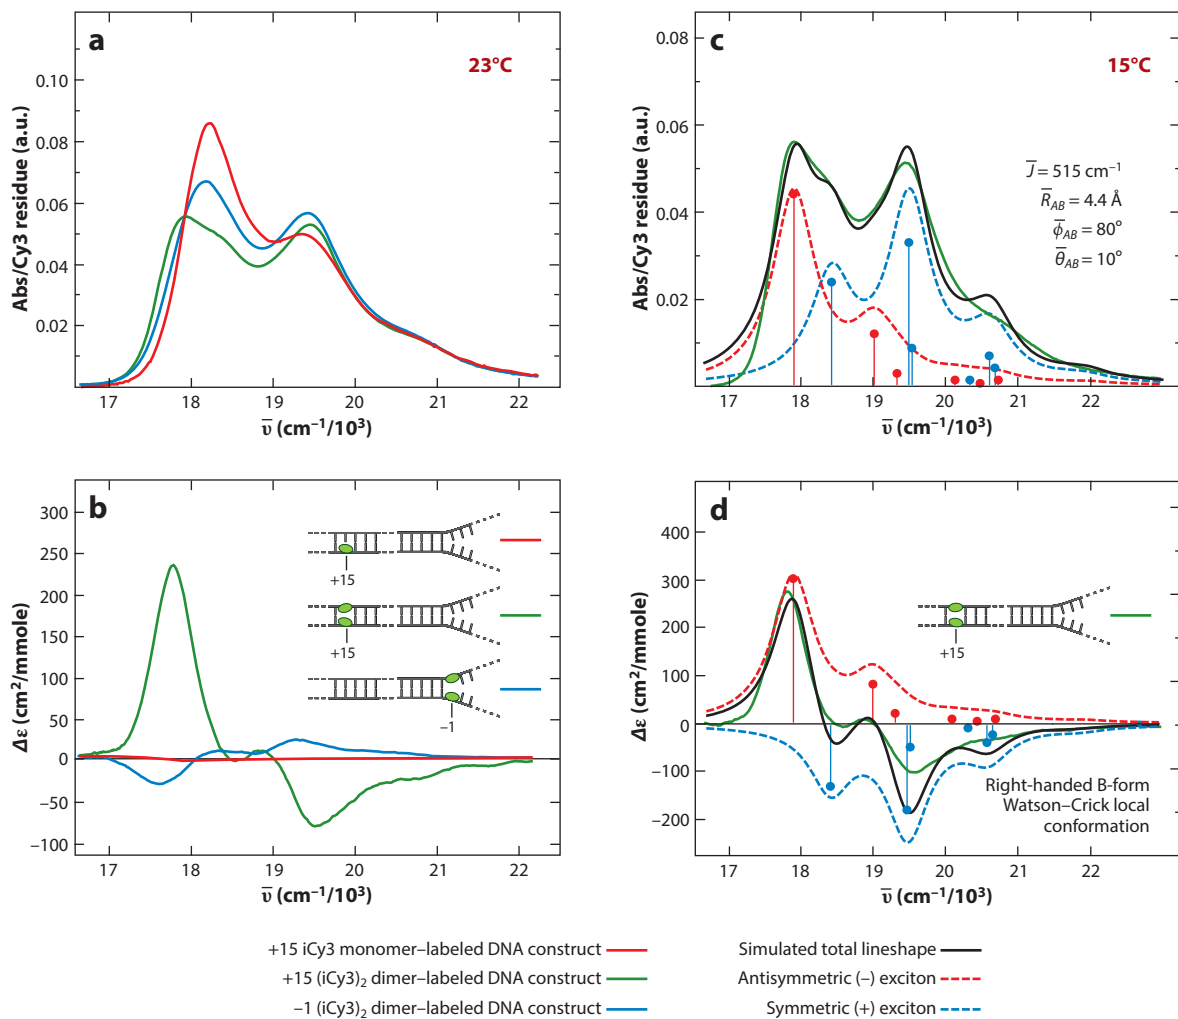 a
23°C
Abs/Cy3 residue (a.u.)
0.10
0.08
0.06
0.04
0.02
17 18 19 20 21 22
ν̅ (cm⁻¹/10³)
c
15°C
Abs/Cy3 residue (a.u.)
0.08
0.06
0.04
0.02
J̅ = 515 cm⁻¹
R̅_AB = 4.4 Å
ϕ̅_AB = 80°
θ̅_AB = 10°
17 18 19 20 21 22
ν̅ (cm⁻¹/10³)
b
Δε (cm²/mmole)
300
250
200
150
100
50
0
−50
−100
+15
+15
−1
17 18 19 20 21 22
ν̅ (cm⁻¹/10³)
d
Δε (cm²/mmole)
400
300
200
100
0
−100
−200
+15
Right-handed B-form
Watson–Crick local
conformation
17 18 19 20 21 22
ν̅ (cm⁻¹/10³)
+15 iCy3 monomer–labeled DNA construct
+15 (iCy3)₂ dimer–labeled DNA construct
−1 (iCy3)₂ dimer–labeled DNA construct
Simulated total lineshape
Antisymmetric (−) exciton
Symmetric (+) exciton